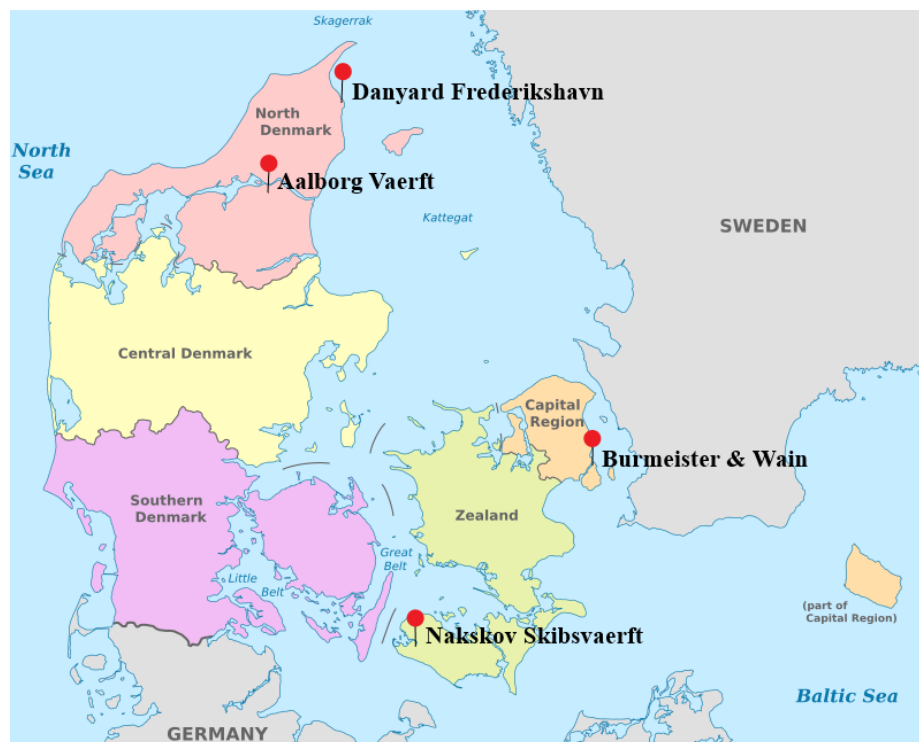 Skagerrak
Danyard Frederikshavn
North
Denmark
North
Sea
Aalborg Vaerft
Kattegat
SWEDEN
Central Denmark
Capital
Region
Burmeister & Wain
Southern
Denmark
Zealand
Great
Belt
Little
Belt
(part of
Capital Region)
Nakskov Skibsvaerft
Baltic Sea
GERMANY